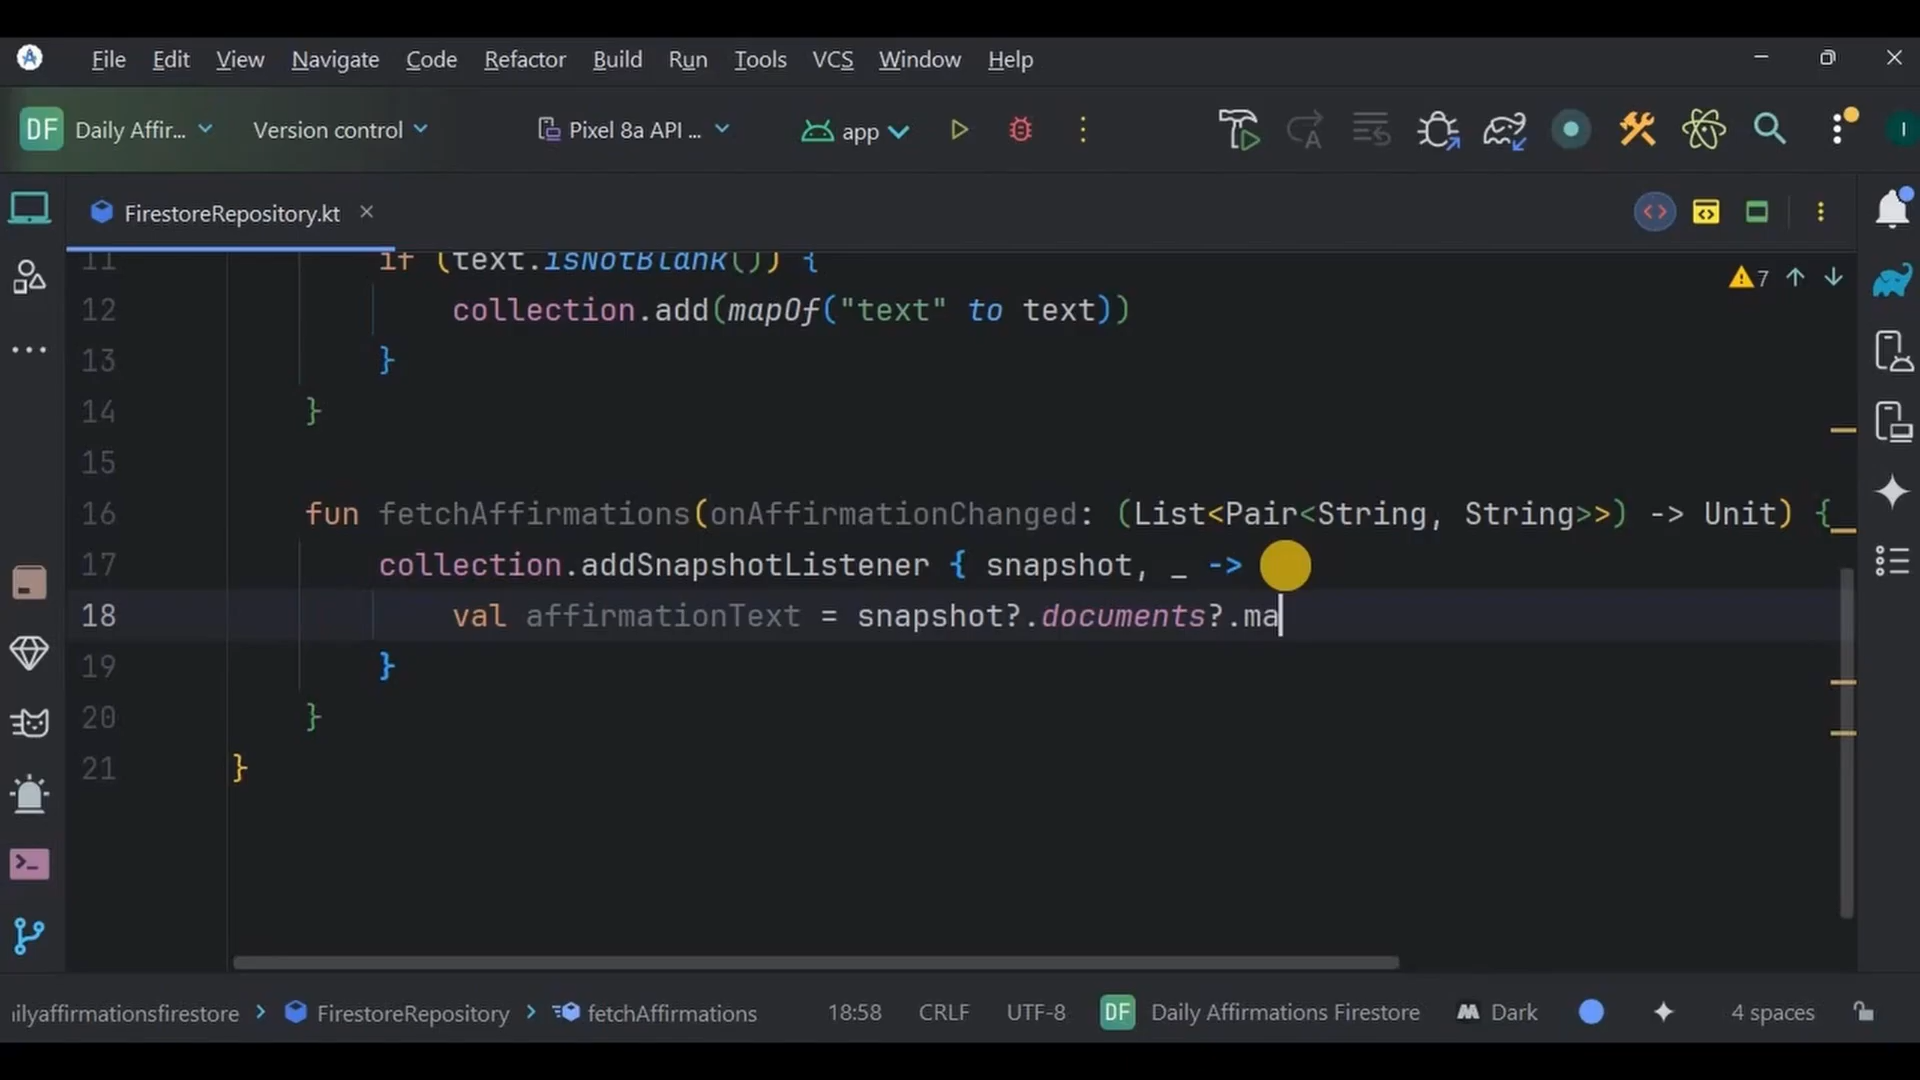 File Edit View Navigate Code Refactor Build Run Tools VCS Window Help
DF Daily Affir... Version control Pixel 8a API ... app I
FirestoreRepository.kt
7
11 if (text.isNotBlank()) {
12 collection.add(mapOf("text" to text))
13 }
14 }
15
16 fun fetchAffirmations(onAffirmationChanged: (List<Pair<String, String>>) -> Unit) {
17 collection.addSnapshotListener { snapshot, _ ->
18 val affirmationText = snapshot?.documents?.ma
19 }
20 }
21 }
ilyaffirmationsfirestore > FirestoreRepository > fetchAffirmations 18:58 CRLF UTF-8 DF Daily Affirmations Firestore Dark 4 spaces